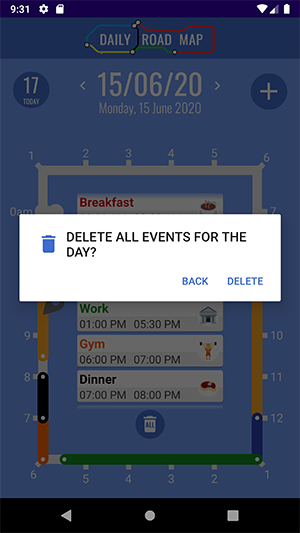 9:31
DAILY ROAD MAP
17
TODAY
15/06/20
Monday, 15 June 2020
1 2 3 4 5 6
0am
7
Breakfast
DELETE ALL EVENTS FOR THE
DAY?
BACK DELETE
Work
01:00 PM 05:30 PM
Gym
06:00 PM 07:00 PM
Dinner
07:00 PM 08:00 PM
8
7
6
12
ALL
5 4 3 2 1